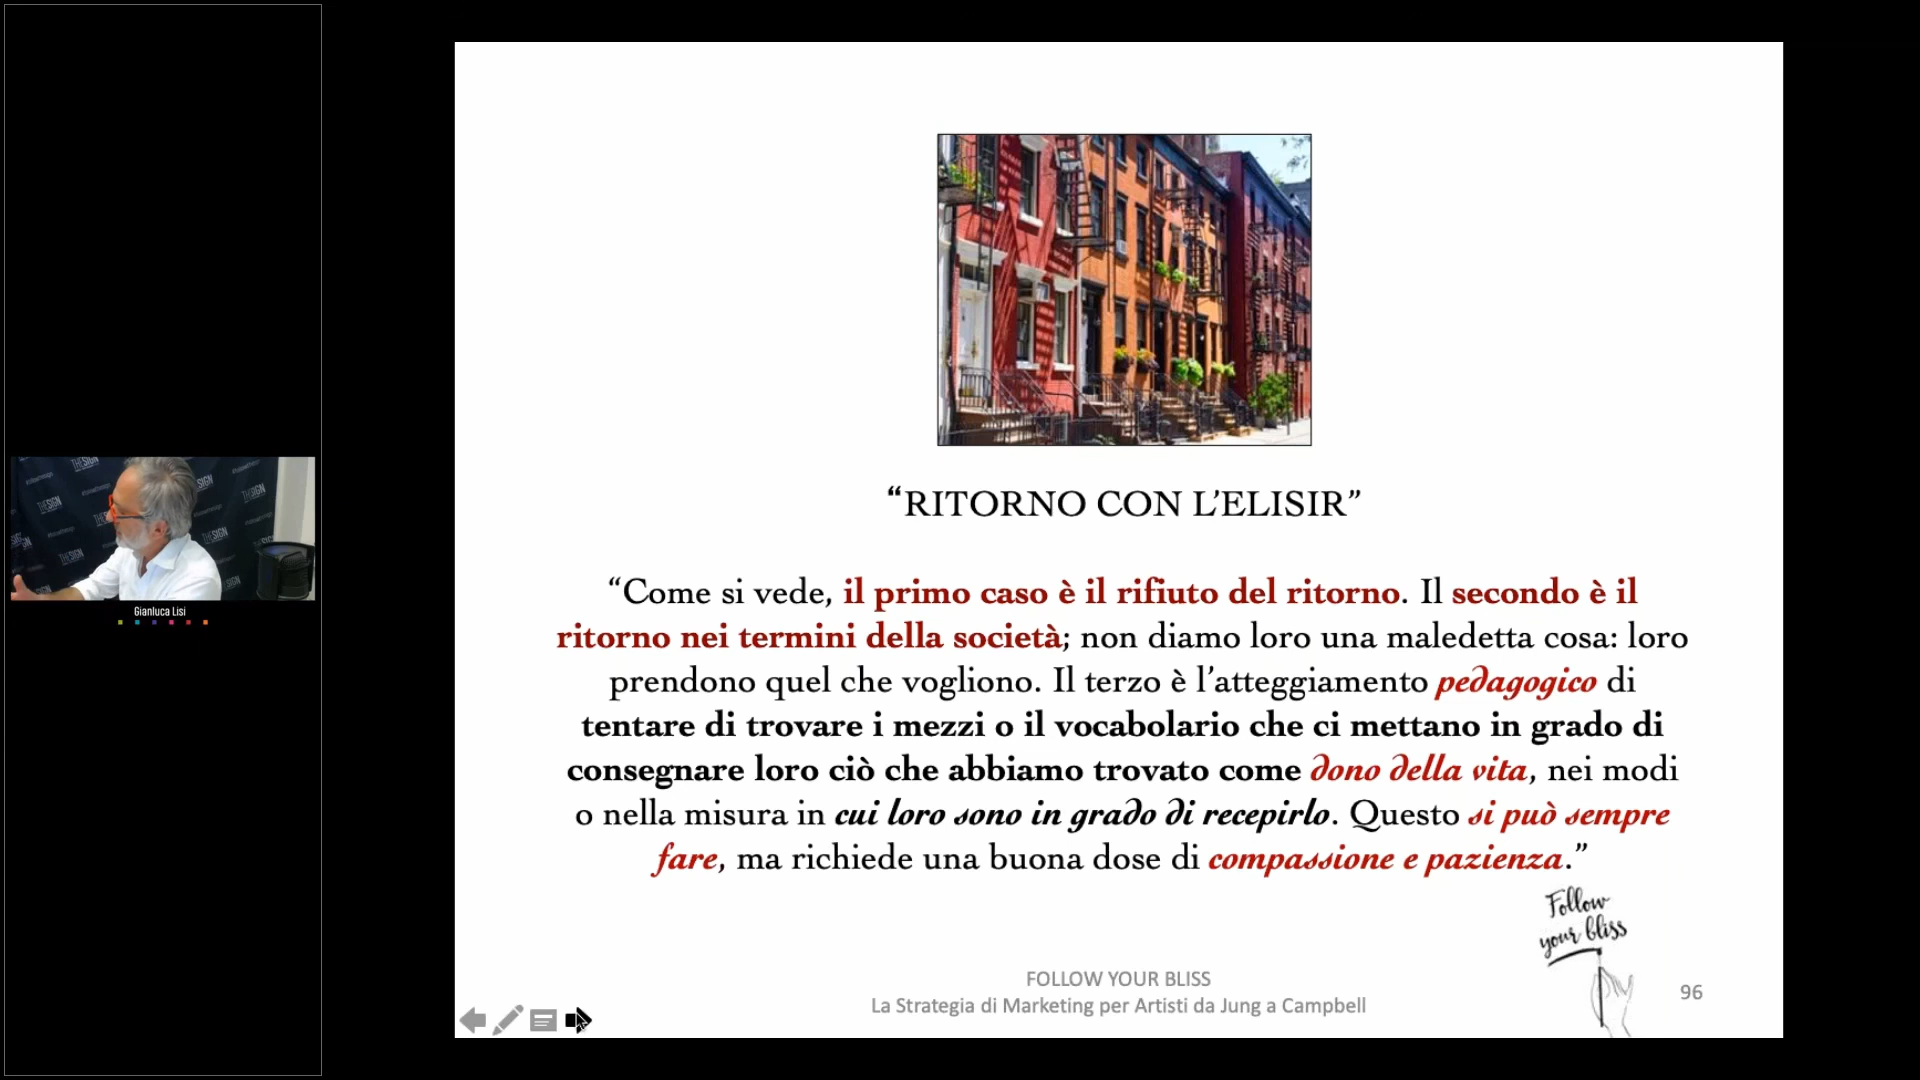 THESIGN
SIGN
THESIGN
THESIGN
THESIGN
Gianluca Lisi
“RITORNO CON L’ELISIR”
“Come si vede, il primo caso è il rifiuto del ritorno. Il secondo è il
ritorno nei termini della società; non diamo loro una maledetta cosa: loro
prendono quel che vogliono. Il terzo è l’atteggiamento pedagogico di
tentare di trovare i mezzi o il vocabolario che ci mettano in grado di
consegnare loro ciò che abbiamo trovato come dono della vita, nei modi
o nella misura in cui loro sono in grado di recepirlo. Questo si può sempre
fare, ma richiede una buona dose di compassione e pazienza.”
Follow
your bliss
FOLLOW YOUR BLISS
La Strategia di Marketing per Artisti da Jung a Campbell
96